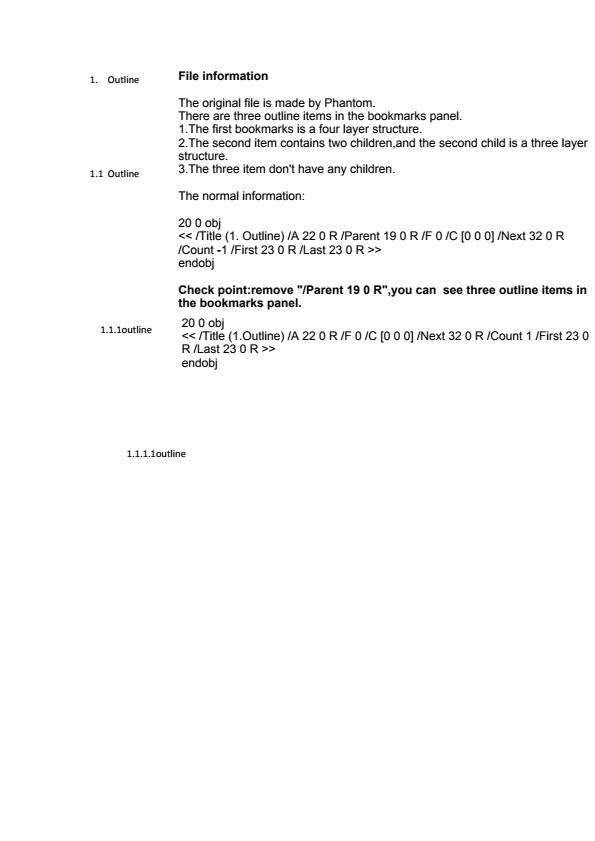 1. Outline
File information
The original file is made by Phantom.
There are three outline items in the bookmarks panel.
1.The first bookmarks is a four layer structure.
2.The second item contains two children,and the second child is a three layer
structure.
1.1 Outline
3.The three item don't have any children.
The normal information:
20 0 obj
<< /Title (1. Outline) /A 22 0 R /Parent 19 0 R /F 0 /C [0 0 0] /Next 32 0 R
/Count -1 /First 23 0 R /Last 23 0 R >>
endobj
Check point:remove "/Parent 19 0 R",you can  see three outline items in
the bookmarks panel.
1.1.1outline
20 0 obj
<< /Title (1.Outline) /A 22 0 R /F 0 /C [0 0 0] /Next 32 0 R /Count 1 /First 23 0
R /Last 23 0 R >>
endobj
1.1.1.1outline